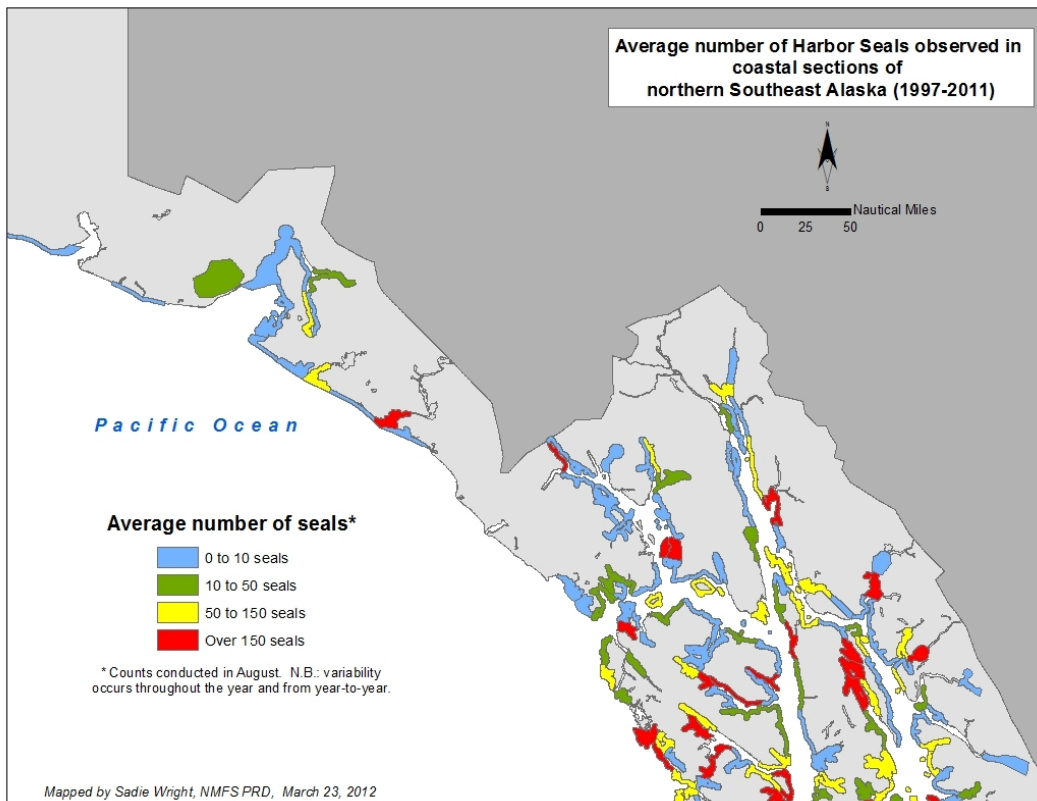 Average number of Harbor Seals observed in
coastal sections of
northern Southeast Alaska (1997-2011)
N
S
Nautical Miles
0 25 50
Pacific Ocean
Average number of seals*
0 to 10 seals
10 to 50 seals
50 to 150 seals
Over 150 seals
* Counts conducted in August. N.B.: variability
occurs throughout the year and from year-to-year.
Mapped by Sadie Wright, NMFS PRD, March 23, 2012